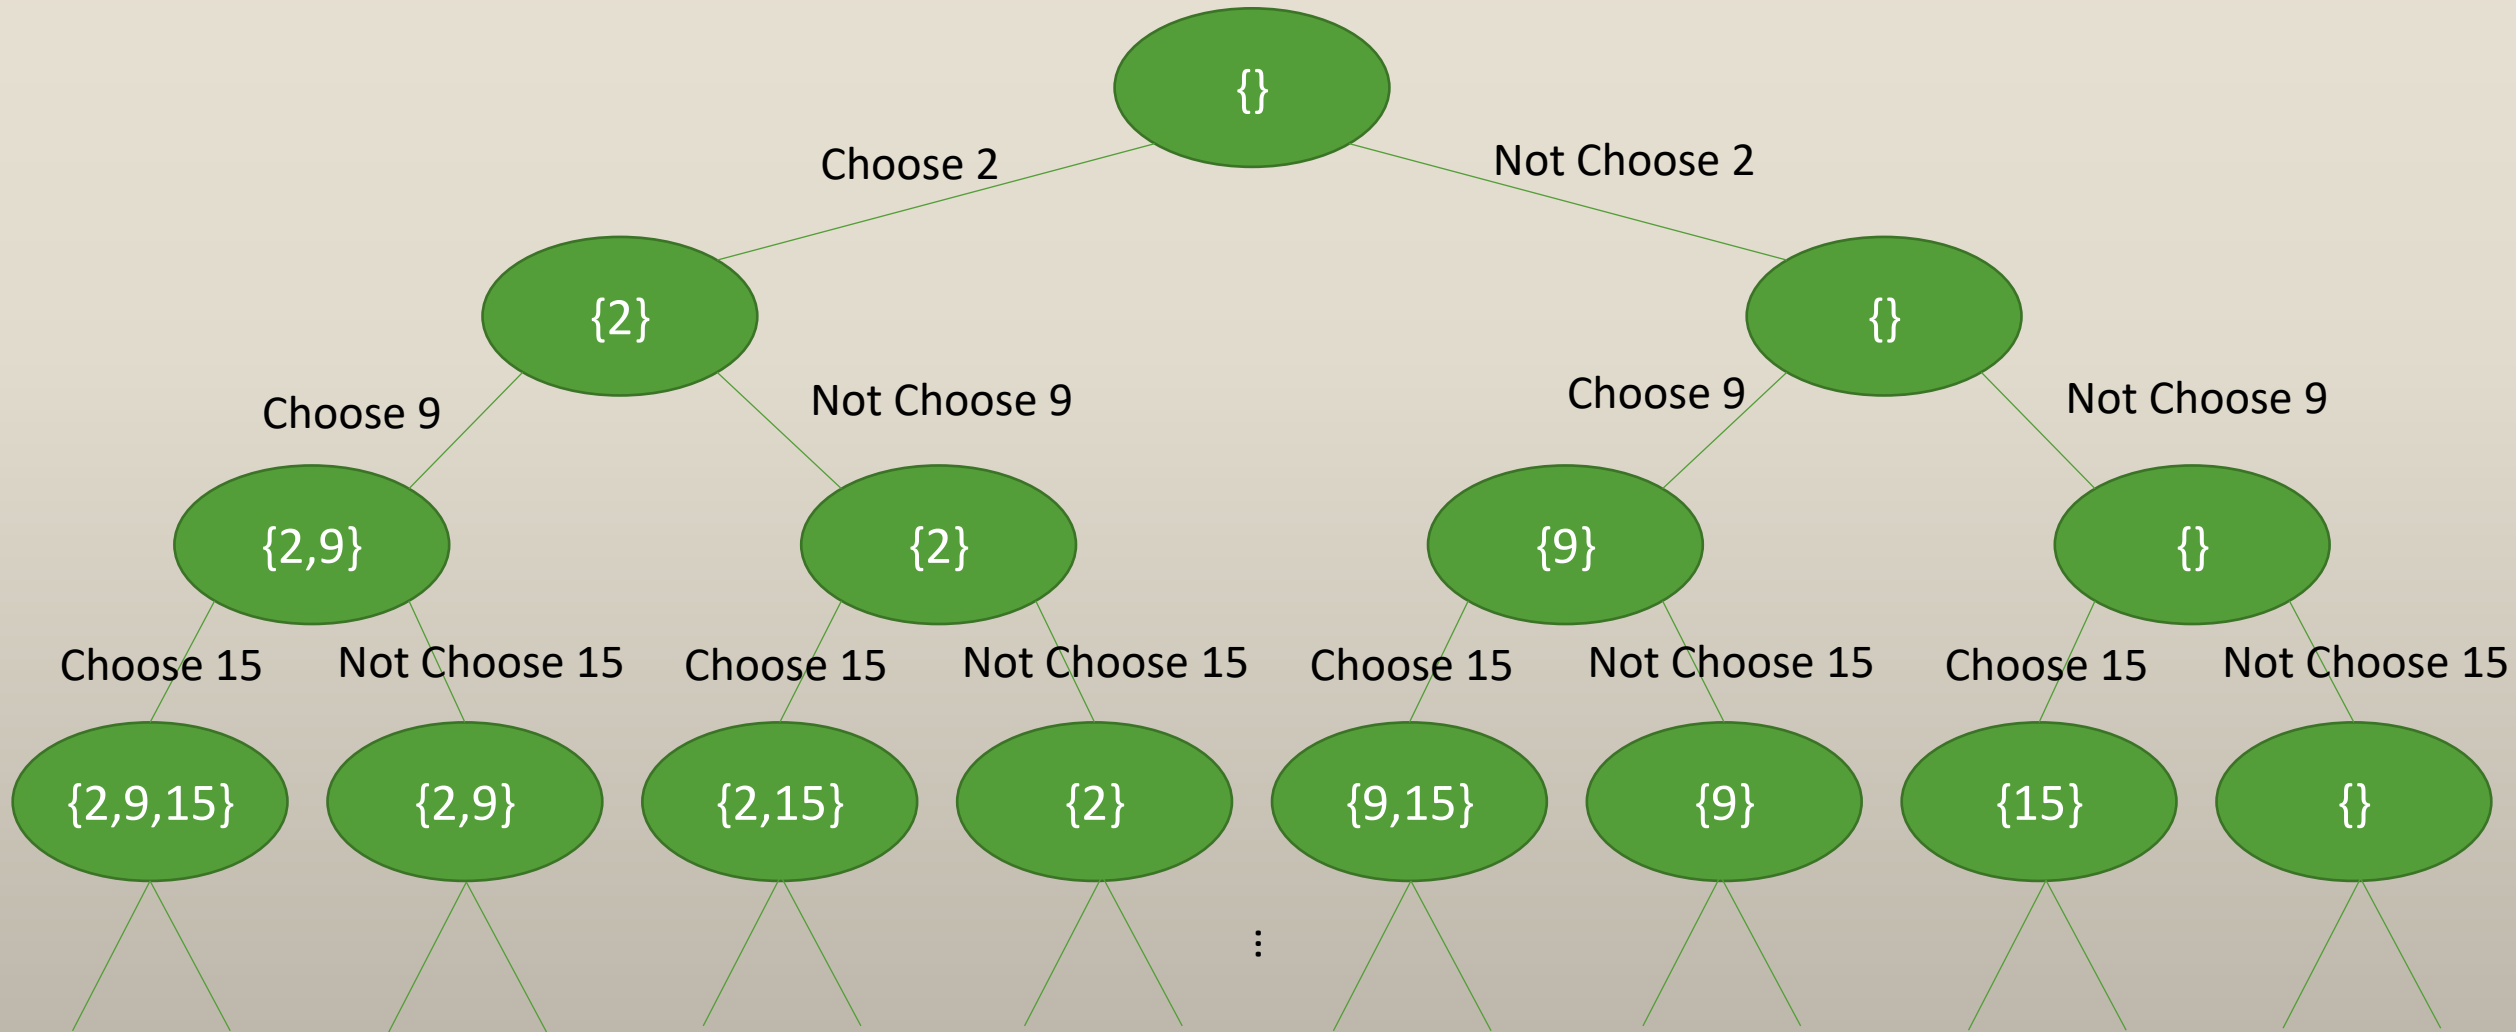 {}
Choose 2
Not Choose 2
{2}
{}
Choose 9
Not Choose 9
Choose 9
Not Choose 9
{2,9}
{2}
{9}
{}
Choose 15
Not Choose 15
Choose 15
Not Choose 15
Choose 15
Not Choose 15
Choose 15
Not Choose 15
{2,9,15}
{2,9}
{2,15}
{2}
{9,15}
{9}
{15}
{}
⋮